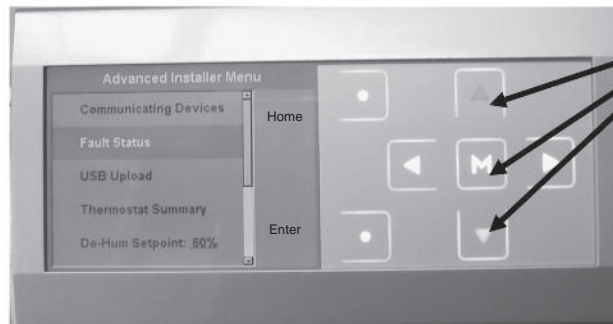 Advanced Installer Menu
Communicating Devices
Home
Fault Status
USB Upload
Thermostat Summary
Enter
De-Hum Setpoint: 60%
M